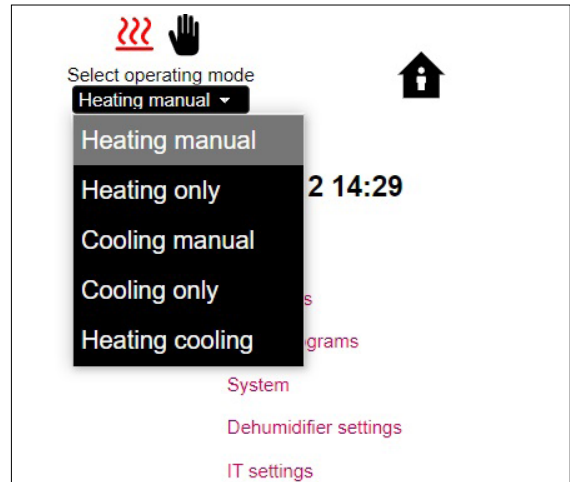 Select operating mode
Heating manual
Heating manual
Heating only
2 14:29
Cooling manual
Cooling only
s
Heating cooling
grams
System
Dehumidifier settings
IT settings